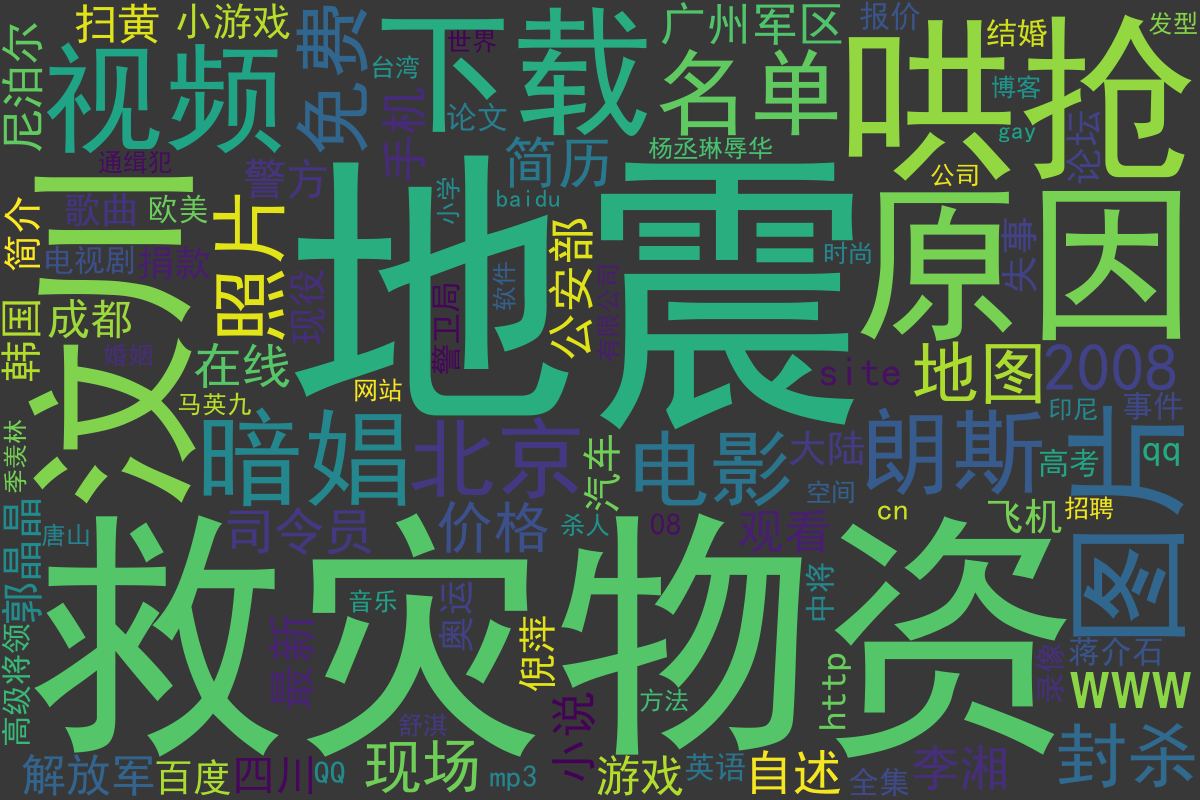 扫黄
小游戏
免费
下载
世界
台湾
广州军区
报价
结婚
发型
尼泊尔
视频
手机
论文
名单
哄抢
博客
gay
论坛
通缉犯
警方
简历
杨丞琳辱华
公司
汶川
简介
歌曲
欧美
照片
小学
baidu
地震
原因
失事
电视剧
捐款
现役
警卫局
软件
公安部
有限公司
时尚
韩国
成都
婚姻
在线
马英九
网站
site
地图
2008
季羡林
暗娼
北京
汽车
电影
大陆
空间
朗斯
印尼
事件
高考
qq
图片
郭晶晶
唐山
司令员
价格
杀人
08
观看
cn
飞机
招聘
救灾物资
高级将领
最新
音乐
奥运
倪萍
中将
http
录像
蒋介石
WWW
解放军
百度
四川
QQ
舒淇
现场
mp3
小说
方法
游戏
英语
自述
全集
李湘
封杀